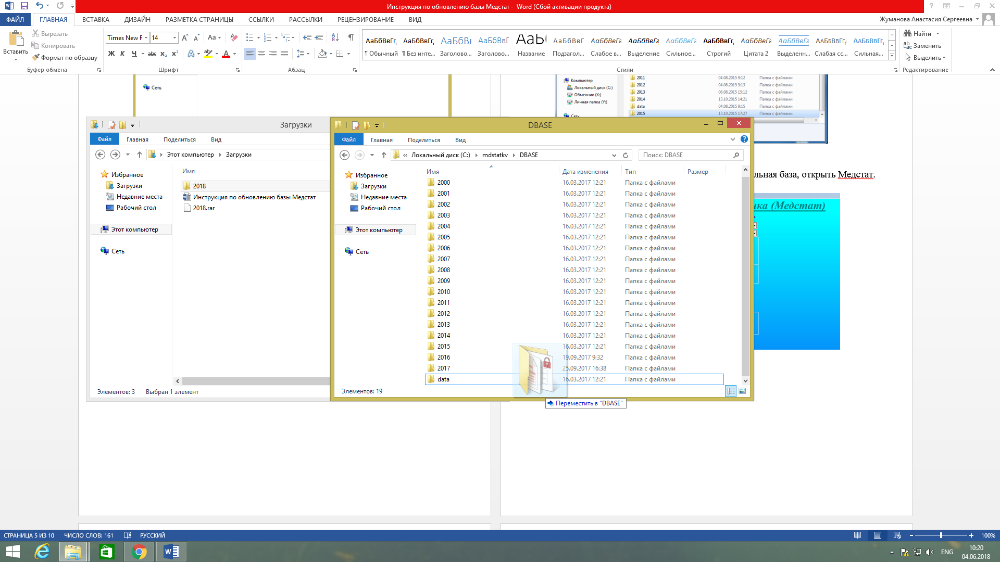 Инструкция по обновлению базы Медстат - Word (Сбой активации продукта)
ФАЙЛ ГЛАВНАЯ ВСТАВКА ДИЗАЙН РАЗМЕТКА СТРАНИЦЫ ССЫЛКИ РАССЫЛКИ РЕЦЕНЗИРОВАНИЕ ВИД Жуманова Анастасия Сергеевна
Вставить
Вырезать
Копировать
Формат по образцу
Буфер обмена
Times New R 14
Aa
Ж К Ч abc x₂ x²
Шрифт
Абзац
АаБбВвГг, АаБбВвГг, АаБбВı АаБбВвГ АаЫ АаБбВвГ АаБбВвГг АаБбВвГг АаБбВвГг АаБбВвГг, АаБбВвГг АаБбВвГг ААББВВГГ, ААББВВГГ,
¶ Обычный ¶ Без инте... Заголово... Заголово... Название Подзагол... Слабое в... Выделение Сильное... Строгий Цитата 2 Выделенн... Слабая сс... Сильная...
Стили
Найти
Заменить
Выделить
Редактирование
Сеть
Компьютер
Локальный диск (C:)
Обменник (X:)
Личная папка (Y:)
Сеть
2011 04.08.2015 9:12 Папка с файлами
2012 04.08.2015 9:13 Папка с файлами
2013 06.08.2015 15:12 Папка с файлами
2014 13.10.2015 14:21 Папка с файлами
data 04.08.2015 9:15 Папка с файлами
2015 13.10.2015 17:27 Папка с файлами
льная база, открыть Медстат.
ика (Медстат)
Загрузки
Файл Главная Поделиться Вид
Этот компьютер Загрузки
Избранное
Загрузки
Недавние места
Рабочий стол
Этот компьютер
Сеть
Имя
2018
Инструкция по обновлению базы Медстат
2018.rar
Элементов: 3 Выбран 1 элемент
DBASE
Файл Главная Поделиться Вид
« Локальный диск (C:) mdstatkv DBASE
Поиск: DBASE
Избранное
Загрузки
Недавние места
Рабочий стол
Этот компьютер
Сеть
Имя Дата изменения Тип Размер
2000 16.03.2017 12:21 Папка с файлами
2001 16.03.2017 12:21 Папка с файлами
2002 16.03.2017 12:21 Папка с файлами
2003 16.03.2017 12:21 Папка с файлами
2004 16.03.2017 12:21 Папка с файлами
2005 16.03.2017 12:21 Папка с файлами
2006 16.03.2017 12:21 Папка с файлами
2007 16.03.2017 12:21 Папка с файлами
2008 16.03.2017 12:21 Папка с файлами
2009 16.03.2017 12:21 Папка с файлами
2010 16.03.2017 12:21 Папка с файлами
2011 16.03.2017 12:21 Папка с файлами
2012 16.03.2017 12:21 Папка с файлами
2013 16.03.2017 12:21 Папка с файлами
2014 16.03.2017 12:21 Папка с файлами
2015 16.03.2017 12:21 Папка с файлами
2016 19.09.2017 9:32 Папка с файлами
2017 25.09.2017 16:38 Папка с файлами
data 16.03.2017 12:21 Папка с файлами
Элементов: 19
Переместить в "DBASE"
СТРАНИЦА 5 ИЗ 10 ЧИСЛО СЛОВ: 161 РУССКИЙ 100%
ENG
10:20
04.06.2018